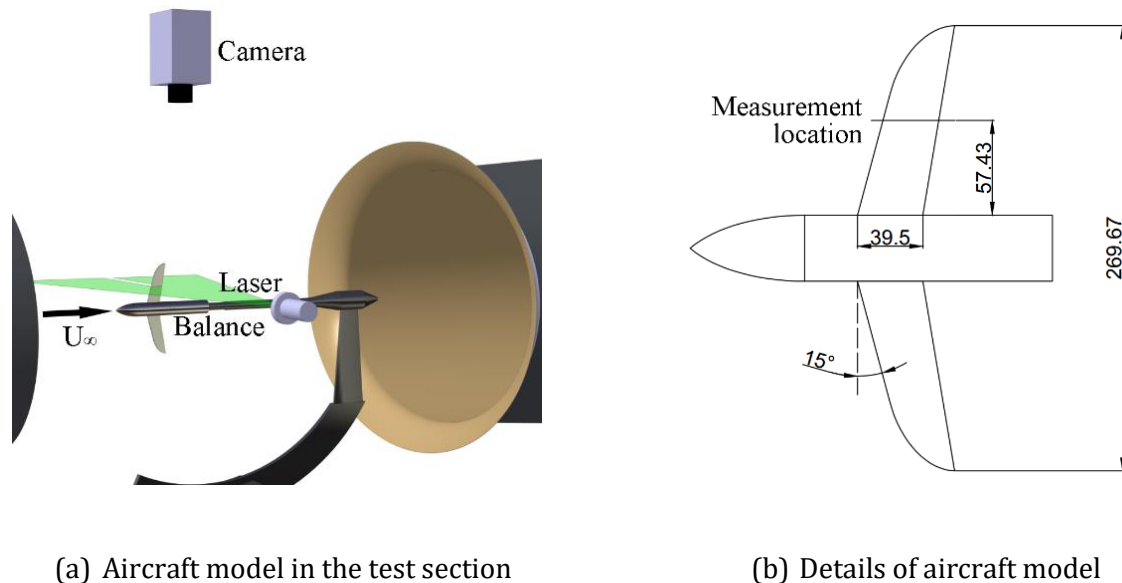 Camera
Laser
Balance
U∞
Measurement
location
57.43
39.5
269.67
15°
(a) Aircraft model in the test section
(b) Details of aircraft model